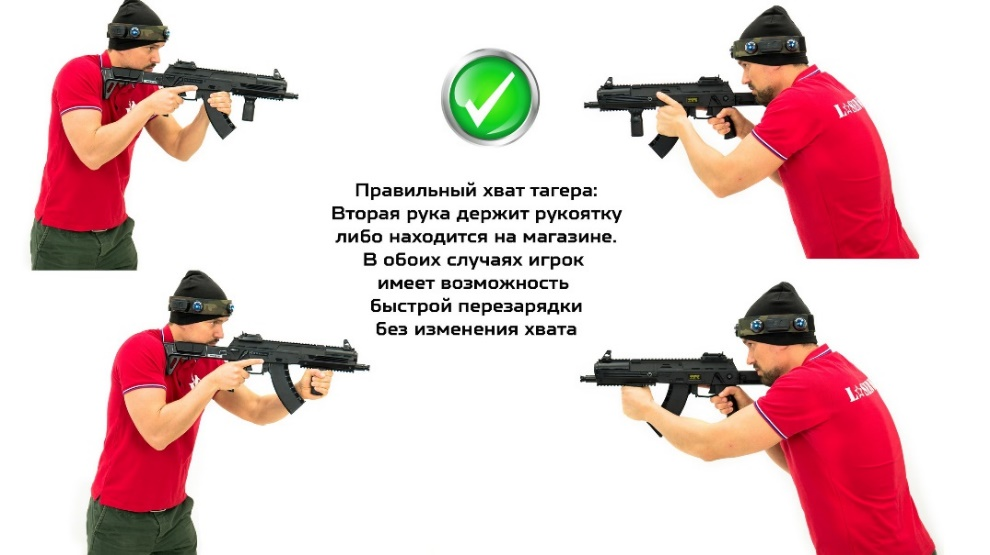 Правильный хват тагера:
Вторая рука держит рукоятку
либо находится на магазине.
В обоих случаях игрок
имеет возможность
быстрой перезарядки
без изменения хвата